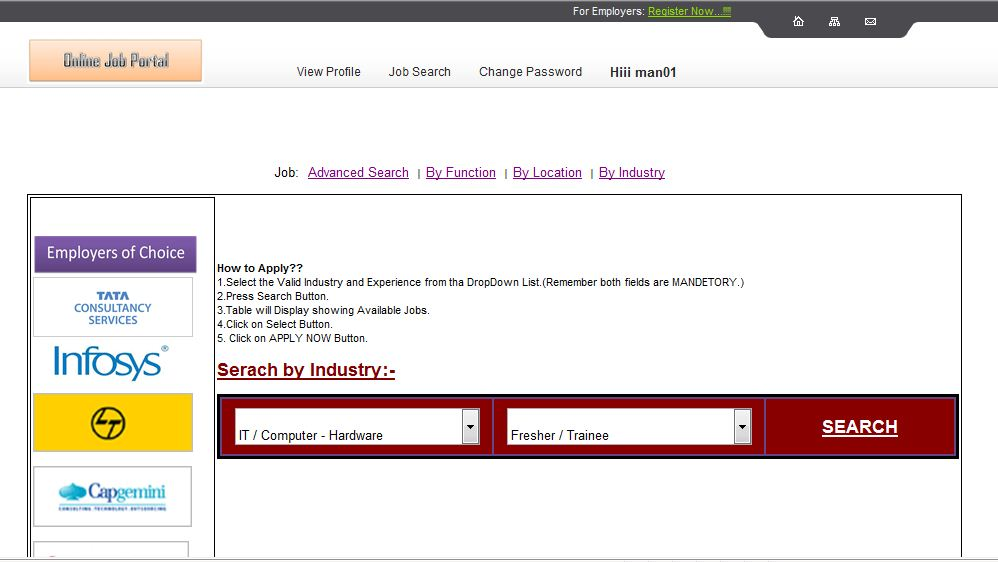 For Employers: Register Now...!!!!
Online Job Portal
View Profile Job Search Change Password Hiii man01
Job: Advanced Search | By Function | By Location | By Industry
Employers of Choice
TATA
CONSULTANCY
SERVICES
Infosys®
LT
Capgemini
CONSULTING.TECHNOLOGY.OUTSOURCING
How to Apply??
1.Select the Valid Industry and Experience from tha DropDown List.(Remember both fields are MANDETORY.)
2.Press Search Button.
3.Table will Display showing Available Jobs.
4.Click on Select Button.
5. Click on APPLY NOW Button.
Serach by Industry:-
IT / Computer - Hardware Fresher / Trainee SEARCH